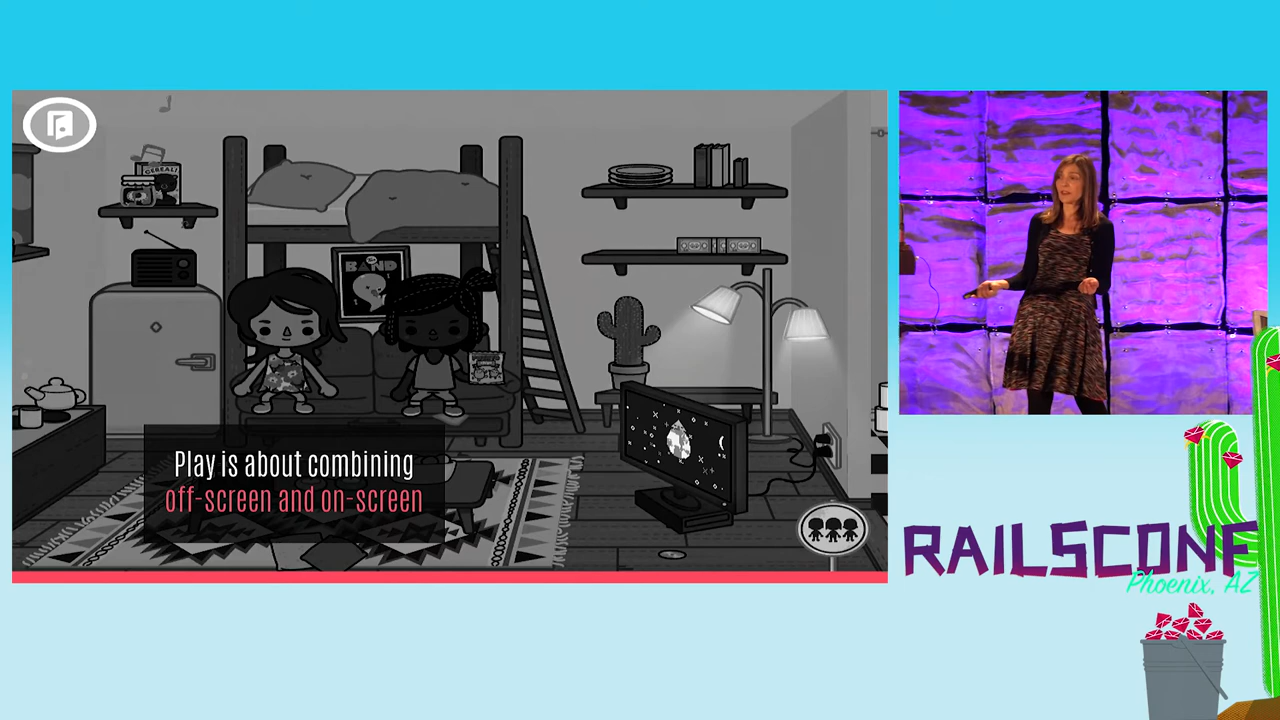 CEREAL!
BAND
Play is about combining
off-screen and on-screen
RAILSCONF
Phoenix, AZ